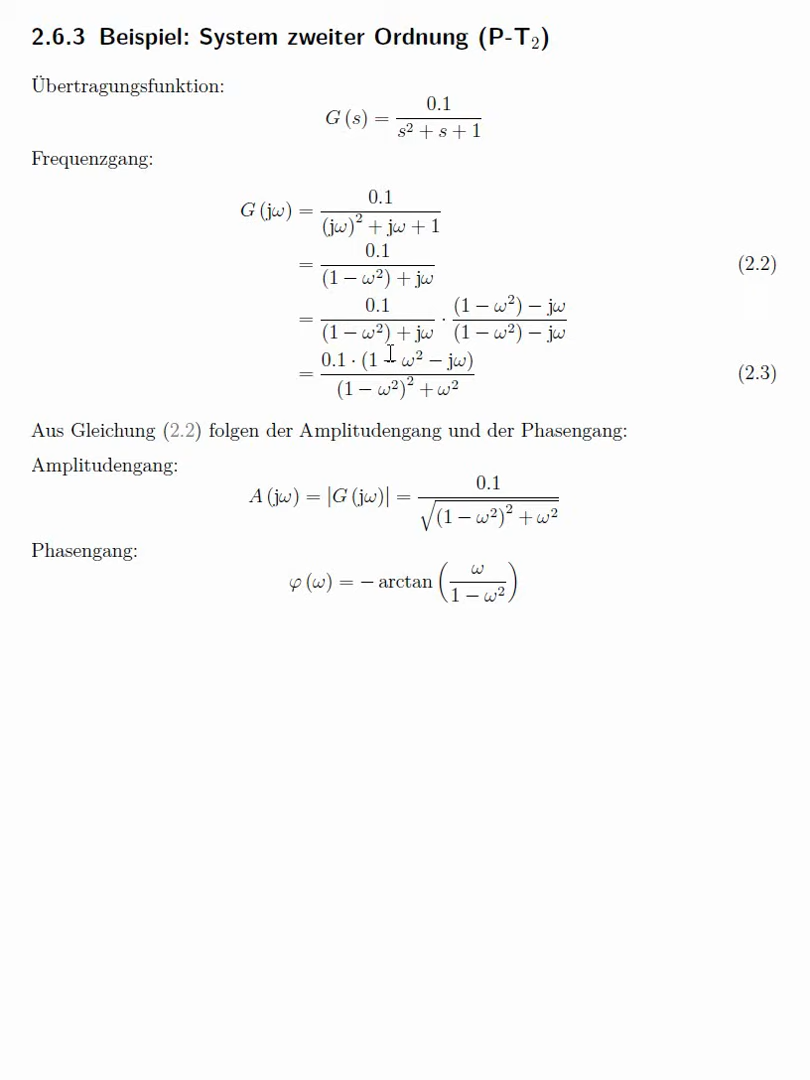 2.6.3 Beispiel: System zweiter Ordnung (P-T₂)
Übertragungsfunktion:
G(s) = 0.1 / (s² + s + 1)
Frequenzgang:
G(jω) = 0.1 / ((jω)² + jω + 1)
= 0.1 / ((1 − ω²) + jω) (2.2)
= 0.1 / ((1 − ω²) + jω) · ((1 − ω²) − jω) / ((1 − ω²) − jω)
= 0.1 · (1 − ω² − jω) / ((1 − ω²)² + ω²) (2.3)
Aus Gleichung (2.2) folgen der Amplitudengang und der Phasengang:
Amplitudengang:
A(jω) = |G(jω)| = 0.1 / √((1 − ω²)² + ω²)
Phasengang:
φ(ω) = − arctan(ω / (1 − ω²))